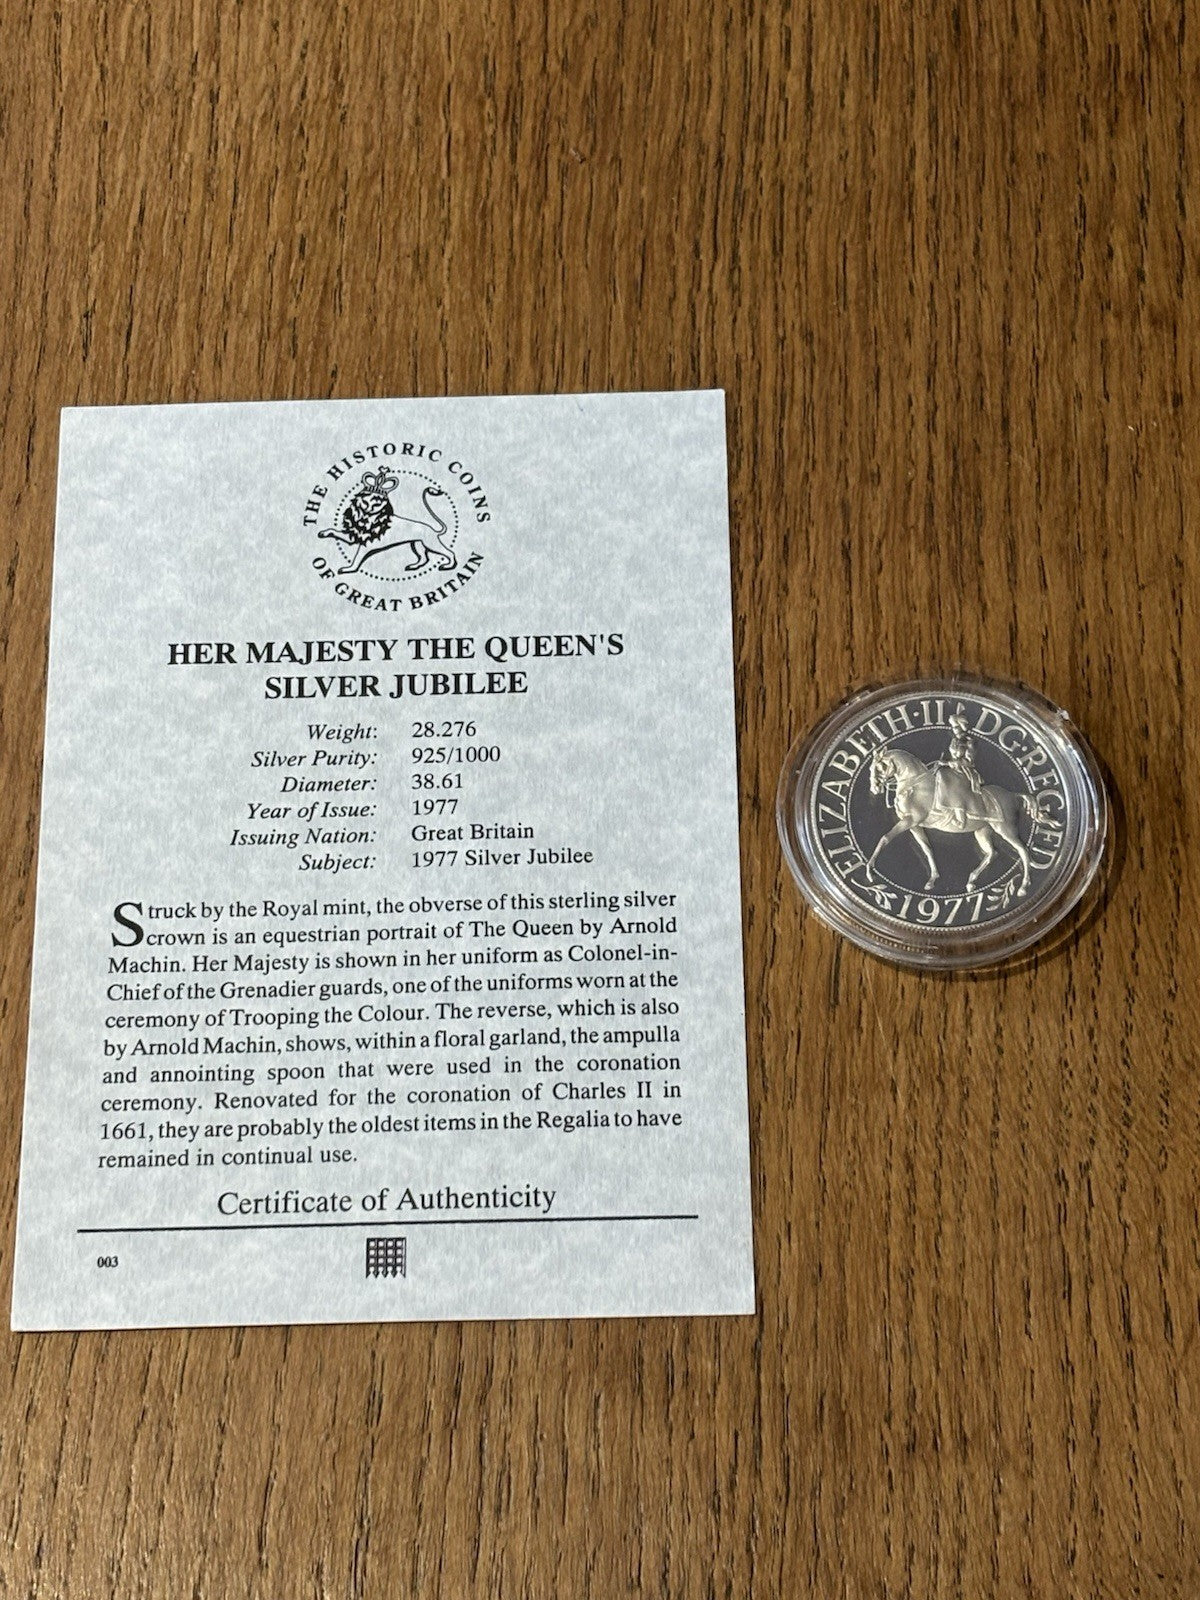 THE HISTORIC COINS
OF GREAT BRITAIN
HER MAJESTY THE QUEEN'S
SILVER JUBILEE
Weight: 28.276
Silver Purity: 925/1000
Diameter: 38.61
Year of Issue: 1977
Issuing Nation: Great Britain
Subject: 1977 Silver Jubilee
Struck by the Royal mint, the obverse of this sterling silver
crown is an equestrian portrait of The Queen by Arnold
Machin. Her Majesty is shown in her uniform as Colonel-in-
Chief of the Grenadier guards, one of the uniforms worn at the
ceremony of Trooping the Colour. The reverse, which is also
by Arnold Machin, shows, within a floral garland, the ampulla
and annointing spoon that were used in the coronation
ceremony. Renovated for the coronation of Charles II in
1661, they are probably the oldest items in the Regalia to have
remained in continual use.
Certificate of Authenticity
003
ELIZABETH·II DG·REG·FD
1977